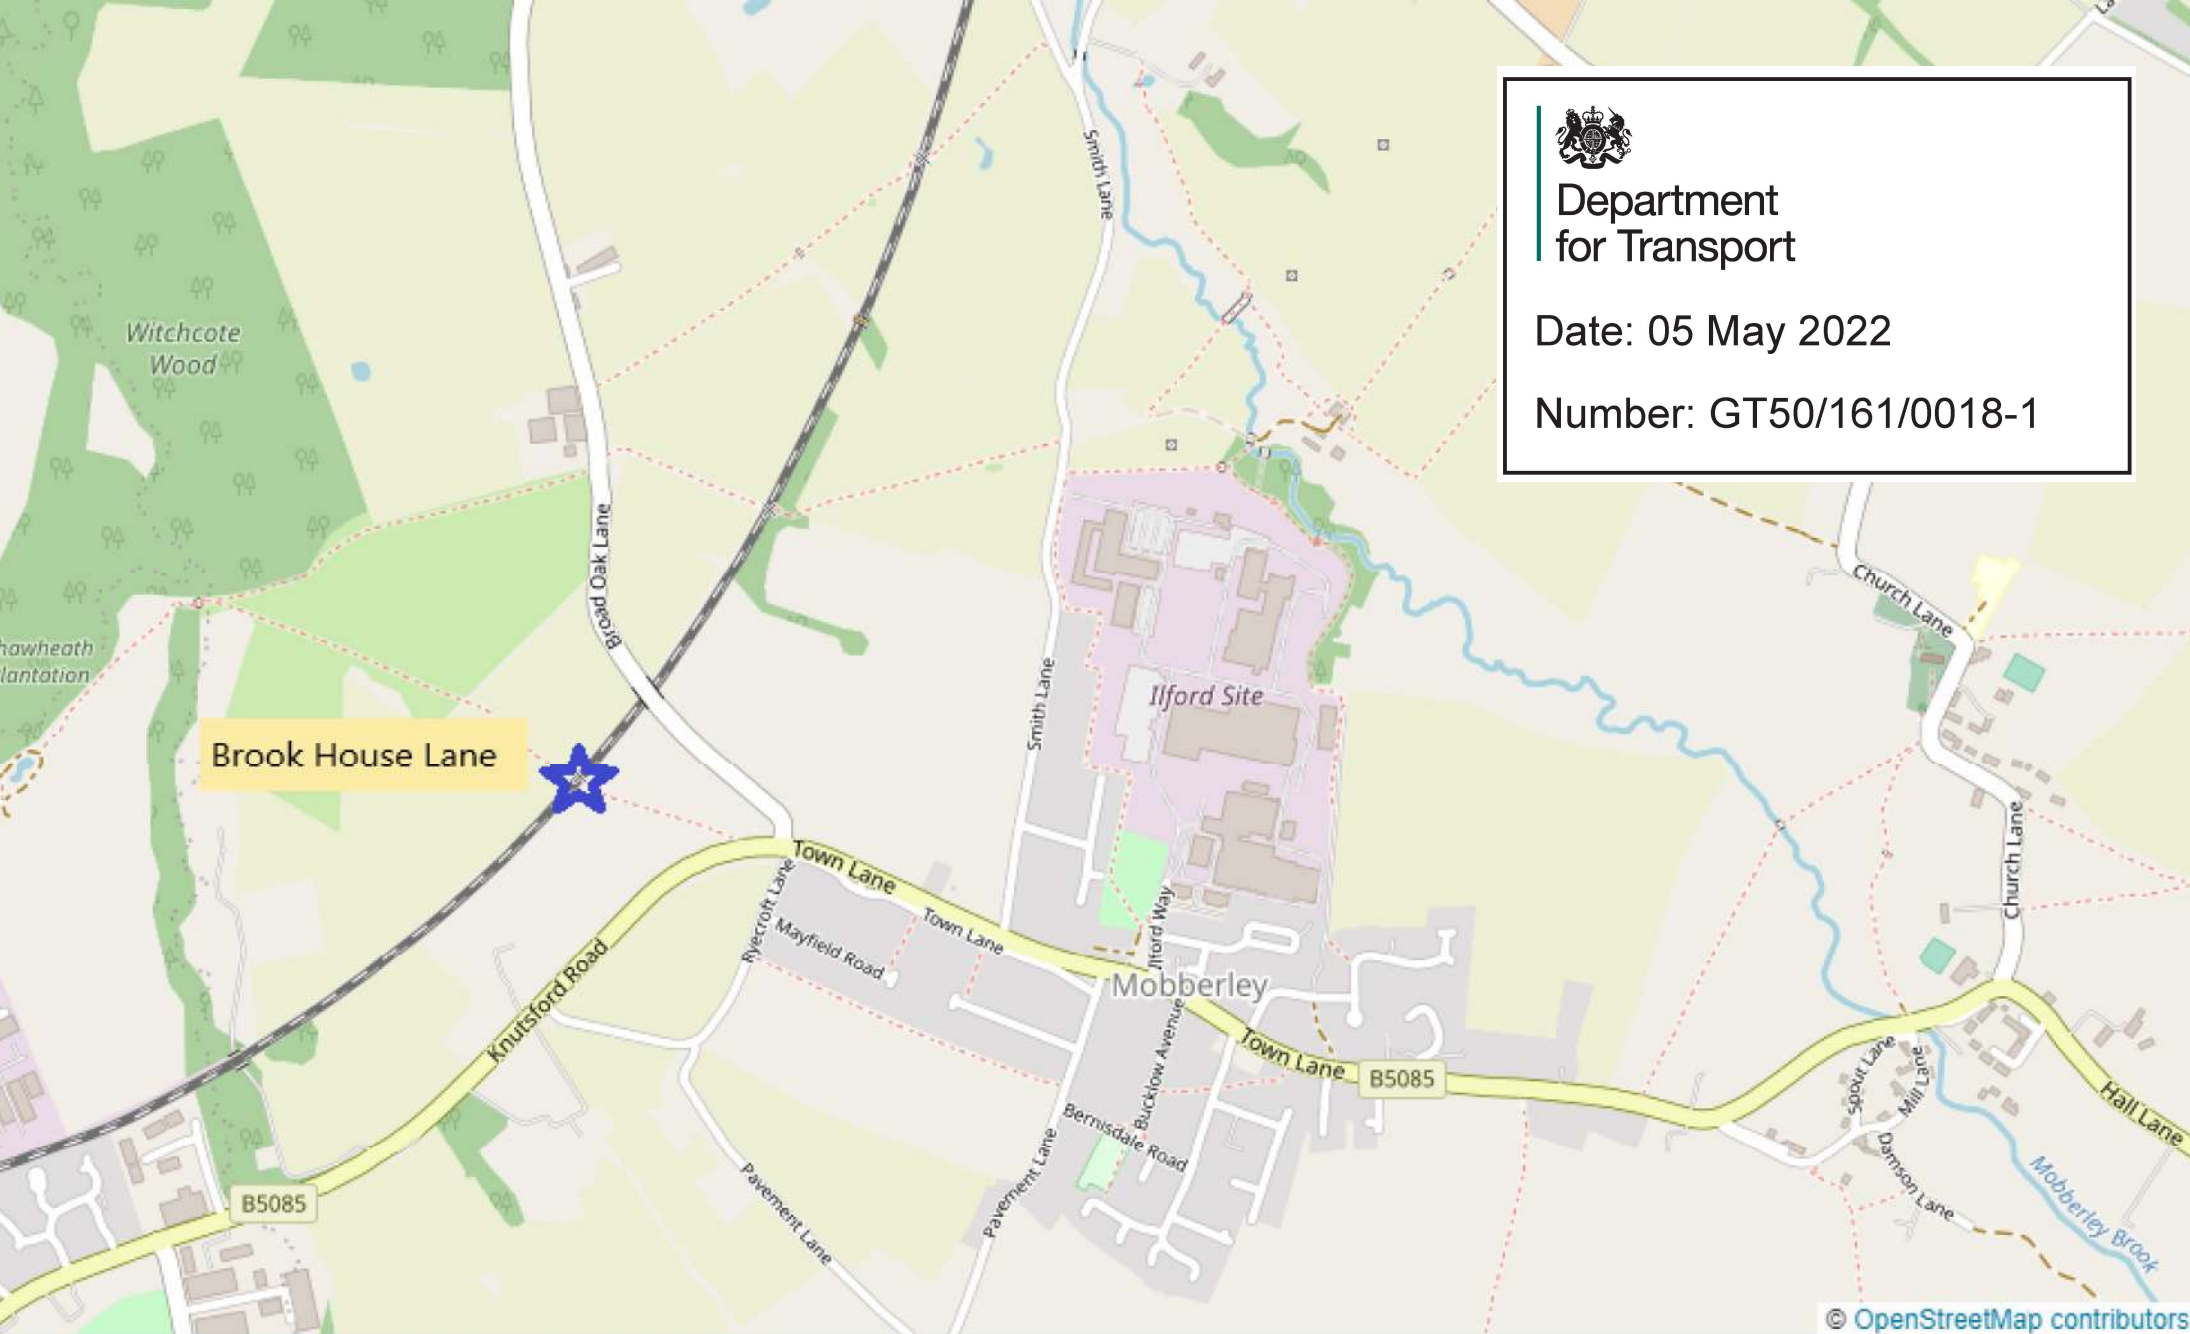 Department
for Transport
Date: 05 May 2022
Number: GT50/161/0018-1
Smith Lane
Witchcote
Wood
Broad Oak Lane
Church Lane
hawheath
lantation
Smith Lane
Ilford Site
Brook House Lane
Church Lane
Town Lane
Ryecroft Lane
Mayfield Road
Town Lane
Ilford Way
Knutsford Road
Mobberley
Bucklow Avenue
Town Lane
B5085
Spout Lane
Mill Lane
Hall Lane
Bernisdale Road
Pavement Lane
Pavement Lane
Damson Lane
Mobberley Brook
B5085
© OpenStreetMap contributors